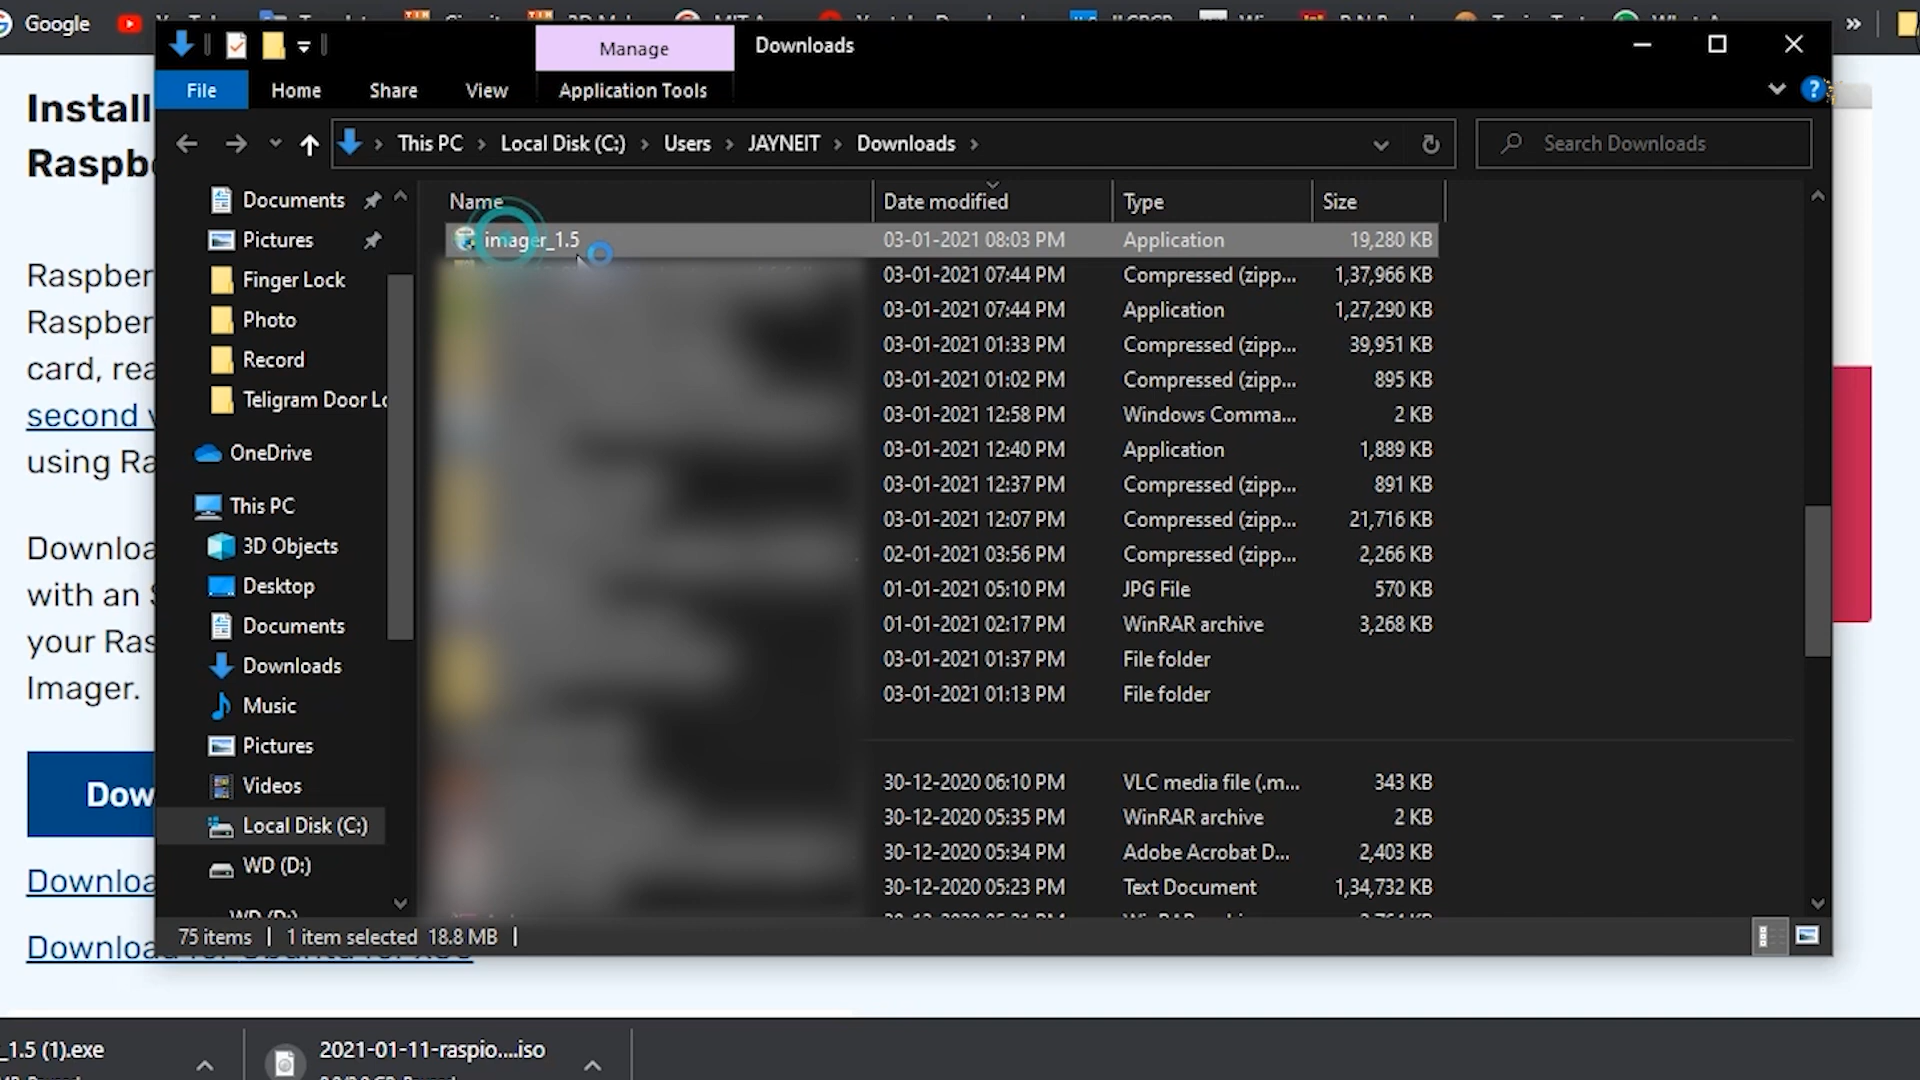 Google
Manage
Downloads
File
Home
Share
View
Application Tools
This PC
Local Disk (C:)
Users
JAYNEIT
Downloads
Search Downloads
Install
Raspb
Raspber
Raspber
card, rea
second
using Ra
Downloa
with an
your Ras
Imager.
Dow
Downloa
Documents
Pictures
Finger Lock
Photo
Record
Teligram Door Lo
OneDrive
This PC
3D Objects
Desktop
Documents
Downloads
Music
Pictures
Videos
Local Disk (C:)
WD (D:)
WD (D:)
Name Date modified Type Size
imager_1.5 03-01-2021 08:03 PM Application 19,280 KB
03-01-2021 07:44 PM Compressed (zipp... 1,37,966 KB
03-01-2021 07:44 PM Application 1,27,290 KB
03-01-2021 01:33 PM Compressed (zipp... 39,951 KB
03-01-2021 01:02 PM Compressed (zipp... 895 KB
03-01-2021 12:58 PM Windows Comma... 2 KB
03-01-2021 12:40 PM Application 1,889 KB
03-01-2021 12:37 PM Compressed (zipp... 891 KB
03-01-2021 12:07 PM Compressed (zipp... 21,716 KB
02-01-2021 03:56 PM Compressed (zipp... 2,266 KB
01-01-2021 05:10 PM JPG File 570 KB
01-01-2021 02:17 PM WinRAR archive 3,268 KB
03-01-2021 01:37 PM File folder
03-01-2021 01:13 PM File folder
30-12-2020 06:10 PM VLC media file (.m... 343 KB
30-12-2020 05:35 PM WinRAR archive 2 KB
30-12-2020 05:34 PM Adobe Acrobat D... 2,403 KB
30-12-2020 05:23 PM Text Document 1,34,732 KB
75 items 1 item selected 18.8 MB
Download for Ubuntu for x86
_1.5 (1).exe
2021-01-11-raspio....iso